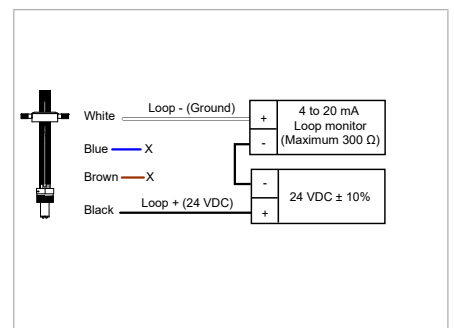 White Loop - (Ground)
+ 4 to 20 mA
Loop monitor
- (Maximum 300 Ω)
Blue X
Brown X
- 24 VDC ± 10%
Black Loop + (24 VDC) +